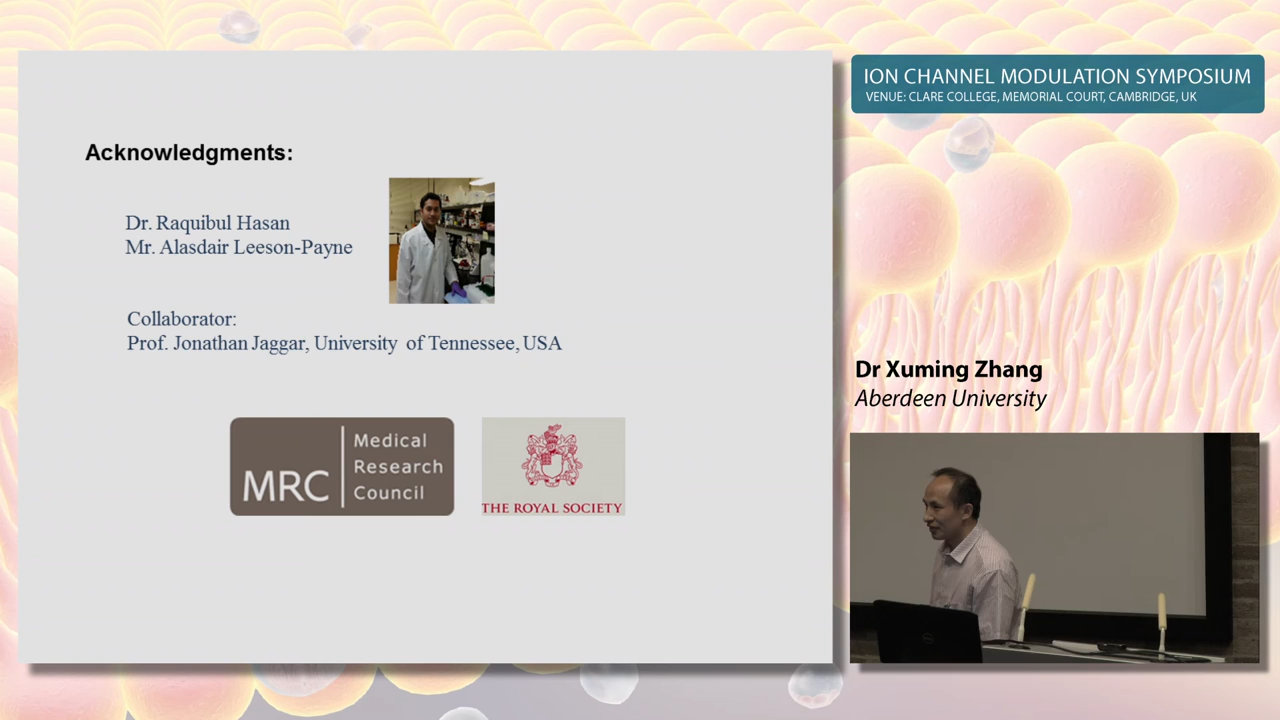 Acknowledgments:
Dr. Raquibul Hasan
Mr. Alasdair Leeson-Payne
Collaborator:
Prof. Jonathan Jaggar, University of Tennessee, USA
MRC
Medical
Research
Council
THE ROYAL SOCIETY
ION CHANNEL MODULATION SYMPOSIUM
VENUE: CLARE COLLEGE, MEMORIAL COURT, CAMBRIDGE, UK
Dr Xuming Zhang
Aberdeen University